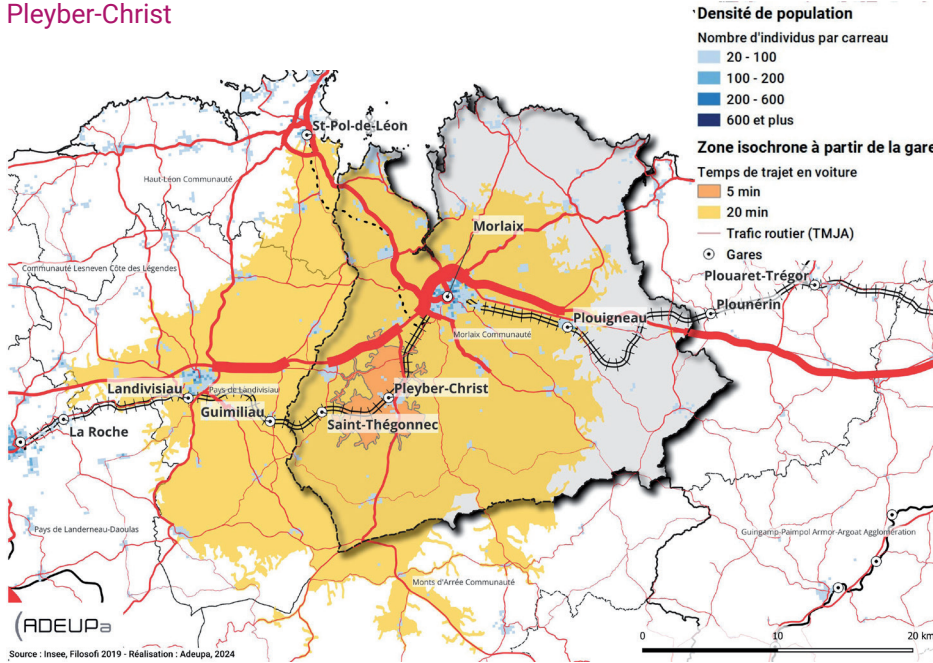 Pleyber-Christ
Densité de population
Nombre d'individus par carreau
20 - 100
100 - 200
200 - 600
600 et plus
Zone isochrone à partir de la gare
Temps de trajet en voiture
5 min
20 min
Trafic routier (TMJA)
Gares
St-Pol-de-Léon
Haut-Léon Communauté
Morlaix
Communauté Lesneven Côte des Légendes
Plouaret-Trégor
Plounérin
Plouigneau
Morlaix Communauté
Landivisiau
Pays de Landivisiau
Pleyber-Christ
Guimiliau
Saint-Thégonnec
La Roche
Pays de Landerneau-Daoulas
Guingamp-Paimpol Armor-Argoat Agglomération
Monts d'Arrée Communauté
ADEUPa
0 10 20 km
Source : Insee, Filosofi 2019 - Réalisation : Adeupa, 2024